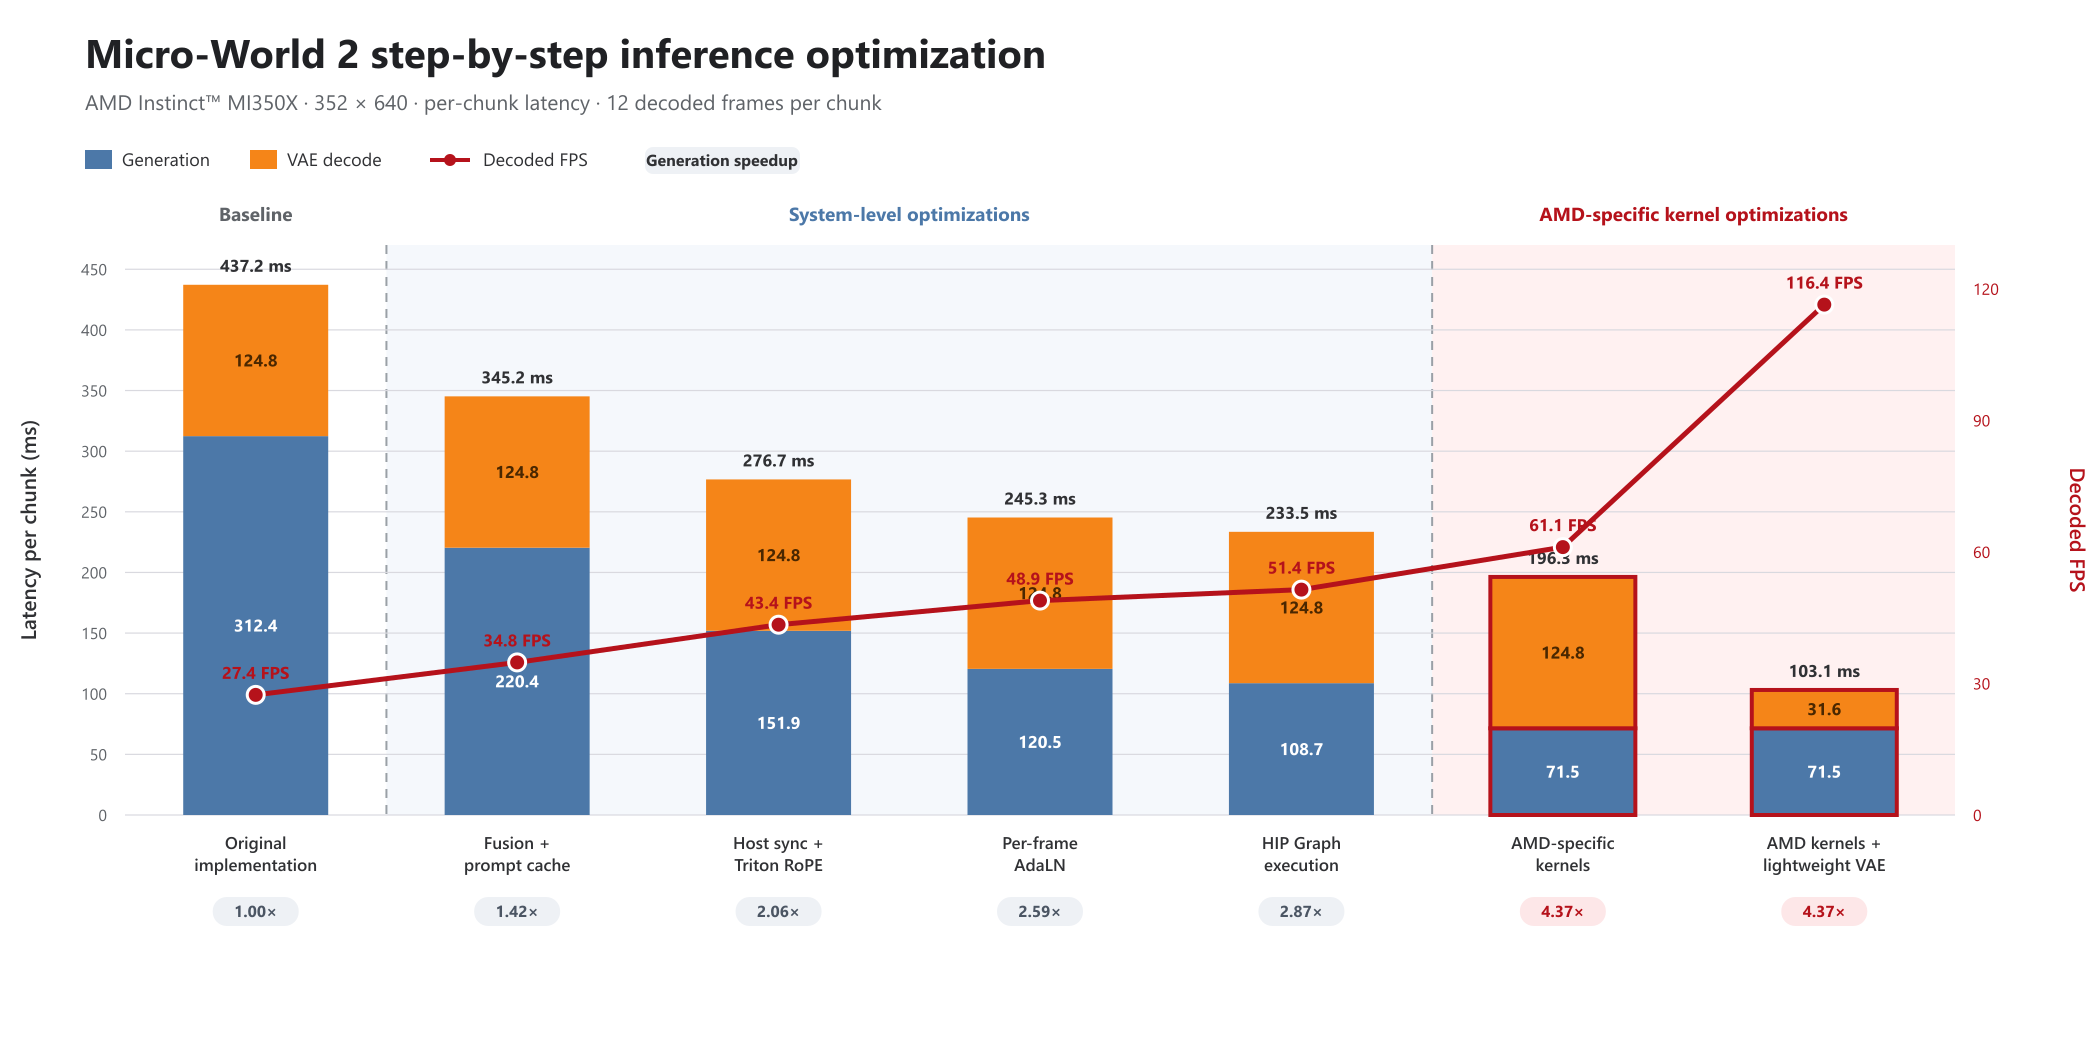 Micro-World 2 step-by-step inference optimization
AMD Instinct™ MI350X · 352 × 640 · per-chunk latency · 12 decoded frames per chunk
Generation
VAE decode
Decoded FPS
Generation speedup
Baseline
System-level optimizations
AMD-specific kernel optimizations
Latency per chunk (ms)
450
400
350
300
250
200
150
100
50
0
437.2 ms
124.8
312.4
27.4 FPS
345.2 ms
124.8
34.8 FPS
220.4
276.7 ms
124.8
43.4 FPS
151.9
245.3 ms
48.9 FPS
124.8
120.5
233.5 ms
51.4 FPS
124.8
108.7
61.1 FPS
196.3 ms
124.8
71.5
116.4 FPS
103.1 ms
31.6
71.5
120
90
60
30
0
Decoded FPS
Original
implementation
Fusion +
prompt cache
Host sync +
Triton RoPE
Per-frame
AdaLN
HIP Graph
execution
AMD-specific
kernels
AMD kernels +
lightweight VAE
1.00×
1.42×
2.06×
2.59×
2.87×
4.37×
4.37×